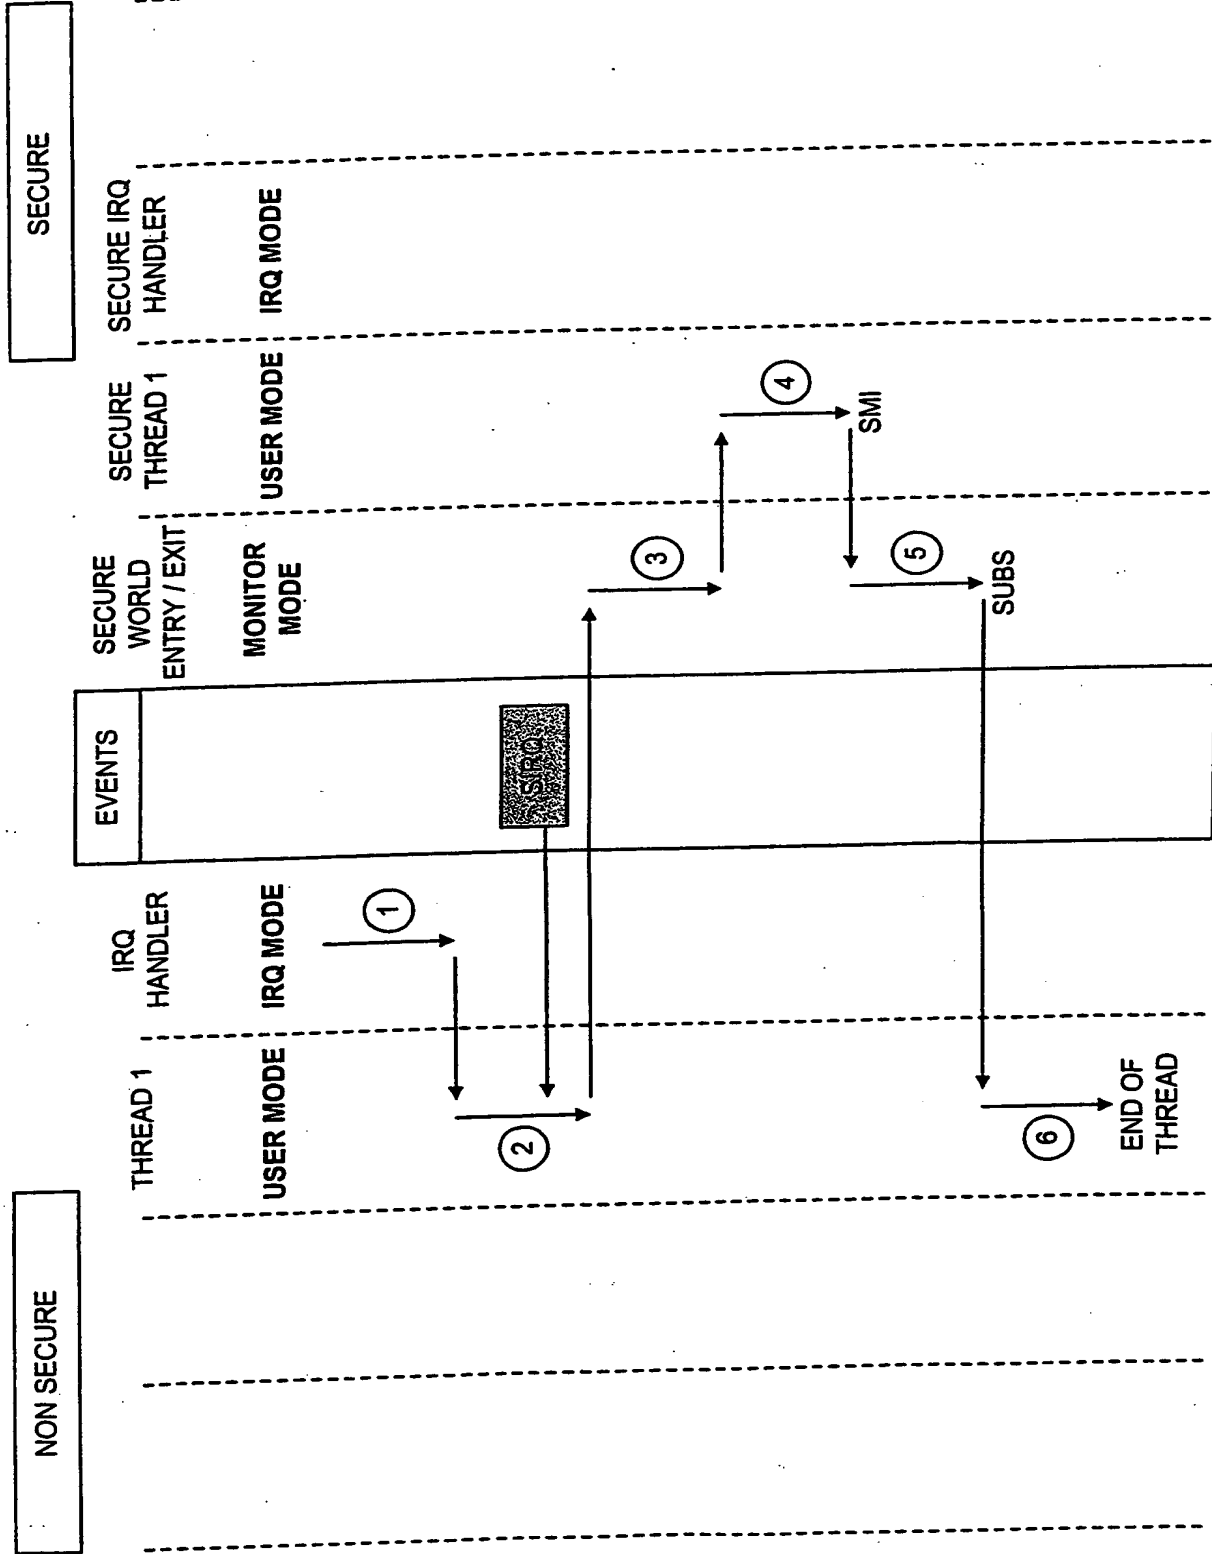 NON SECURE
SECURE
EVENTS
THREAD 1
IRQ
HANDLER
SECURE
WORLD
ENTRY / EXIT
SECURE
THREAD 1
SECURE IRQ
HANDLER
USER MODE
IRQ MODE
MONITOR
MODE
USER MODE
IRQ MODE
1
2
SIRQ
3
4
SMI
5
SUBS
6
END OF
THREAD